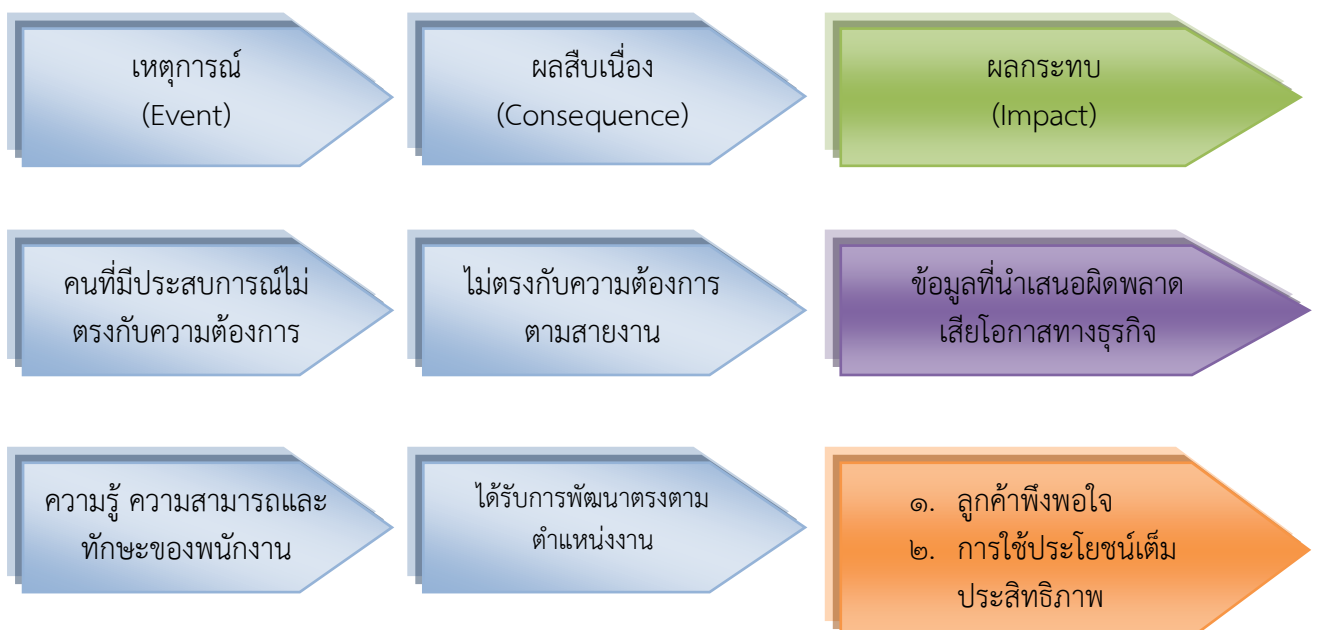 เหตุการณ์
(Event)
ผลสืบเนื่อง
(Consequence)
ผลกระทบ
(Impact)
คนที่มีประสบการณ์ไม่
ตรงกับความต้องการ
ไม่ตรงกับความต้องการ
ตามสายงาน
ข้อมูลที่นำเสนอผิดพลาด
เสียโอกาสทางธุรกิจ
ความรู้ ความสามารถและ
ทักษะของพนักงาน
ได้รับการพัฒนาตรงตาม
ตำแหน่งงาน
๑. ลูกค้าพึงพอใจ
๒. การใช้ประโยชน์เต็ม
ประสิทธิภาพ